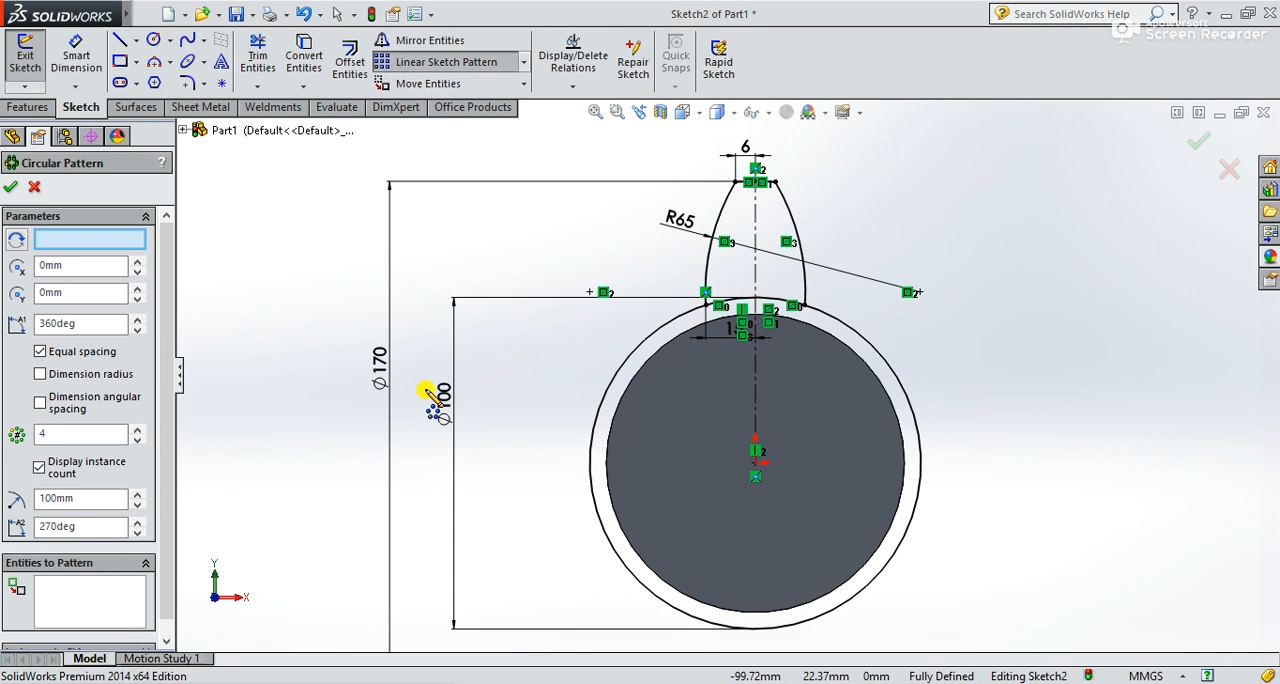 SOLIDWORKS
Sketch2 of Part1 *
Search SolidWorks Help
Apowersoft
Screen Recorder
Exit Sketch
Smart Dimension
Trim Entities
Convert Entities
Offset Entities
Mirror Entities
Linear Sketch Pattern
Move Entities
Display/Delete Relations
Repair Sketch
Quick Snaps
Rapid Sketch
Features
Sketch
Surfaces
Sheet Metal
Weldments
Evaluate
DimXpert
Office Products
Part1 (Default<<Default>_...
Circular Pattern
?
Parameters
0mm
0mm
360deg
Equal spacing
Dimension radius
Dimension angular
spacing
4
Display instance
count
100mm
270deg
Entities to Pattern
6
R65
Ø170
Ø100
Y
X
Model
Motion Study 1
SolidWorks Premium 2014 x64 Edition
-99.72mm
22.37mm
0mm
Fully Defined
Editing Sketch2
MMGS